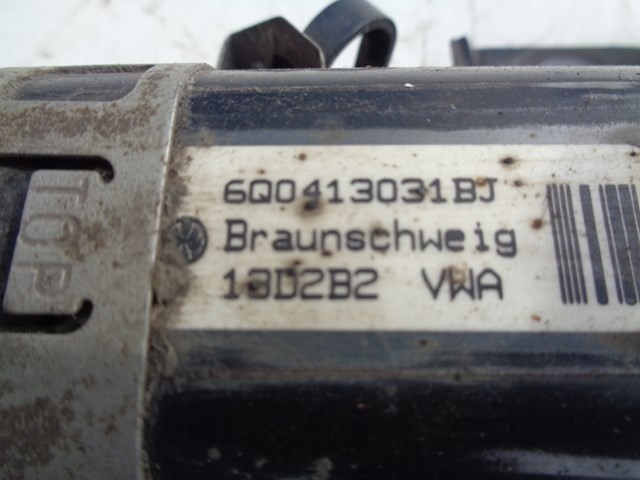 6Q0413031BJ
Braunschweig
13D2B2 VWA
TOP